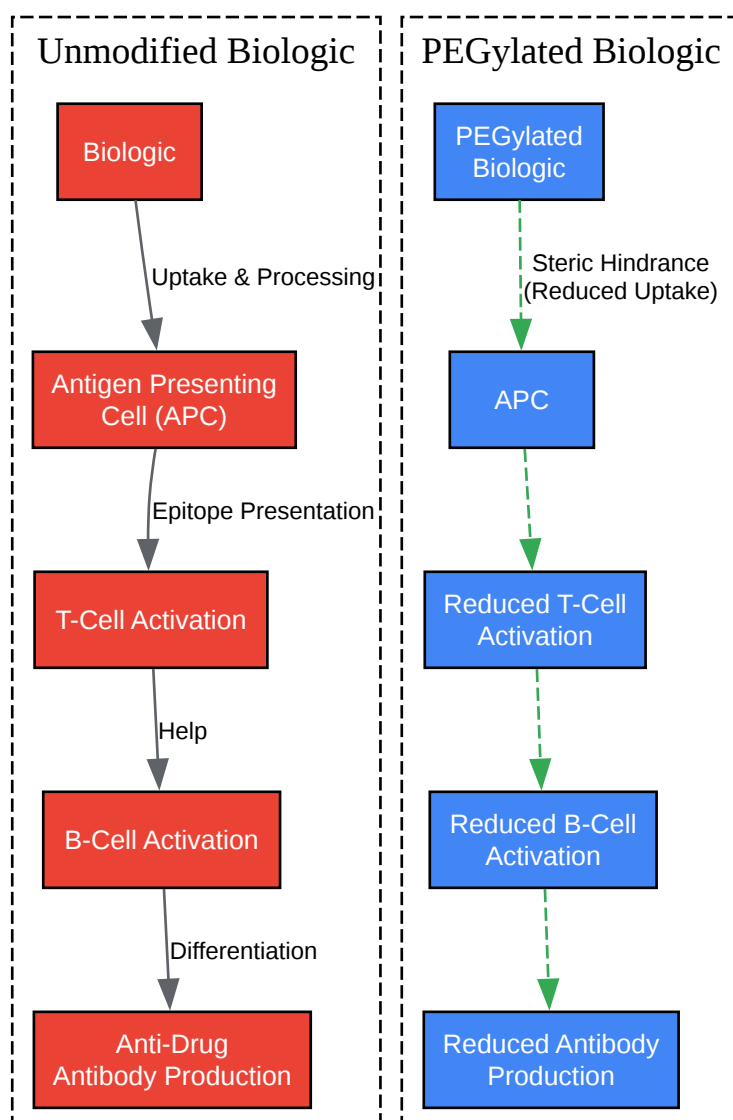 Unmodified Biologic
Biologic
Uptake & Processing
Antigen Presenting
Cell (APC)
Epitope Presentation
T-Cell Activation
Help
B-Cell Activation
Differentiation
Anti-Drug
Antibody Production
PEGylated Biologic
PEGylated
Biologic
Steric Hindrance
(Reduced Uptake)
APC
Reduced T-Cell
Activation
Reduced B-Cell
Activation
Reduced Antibody
Production